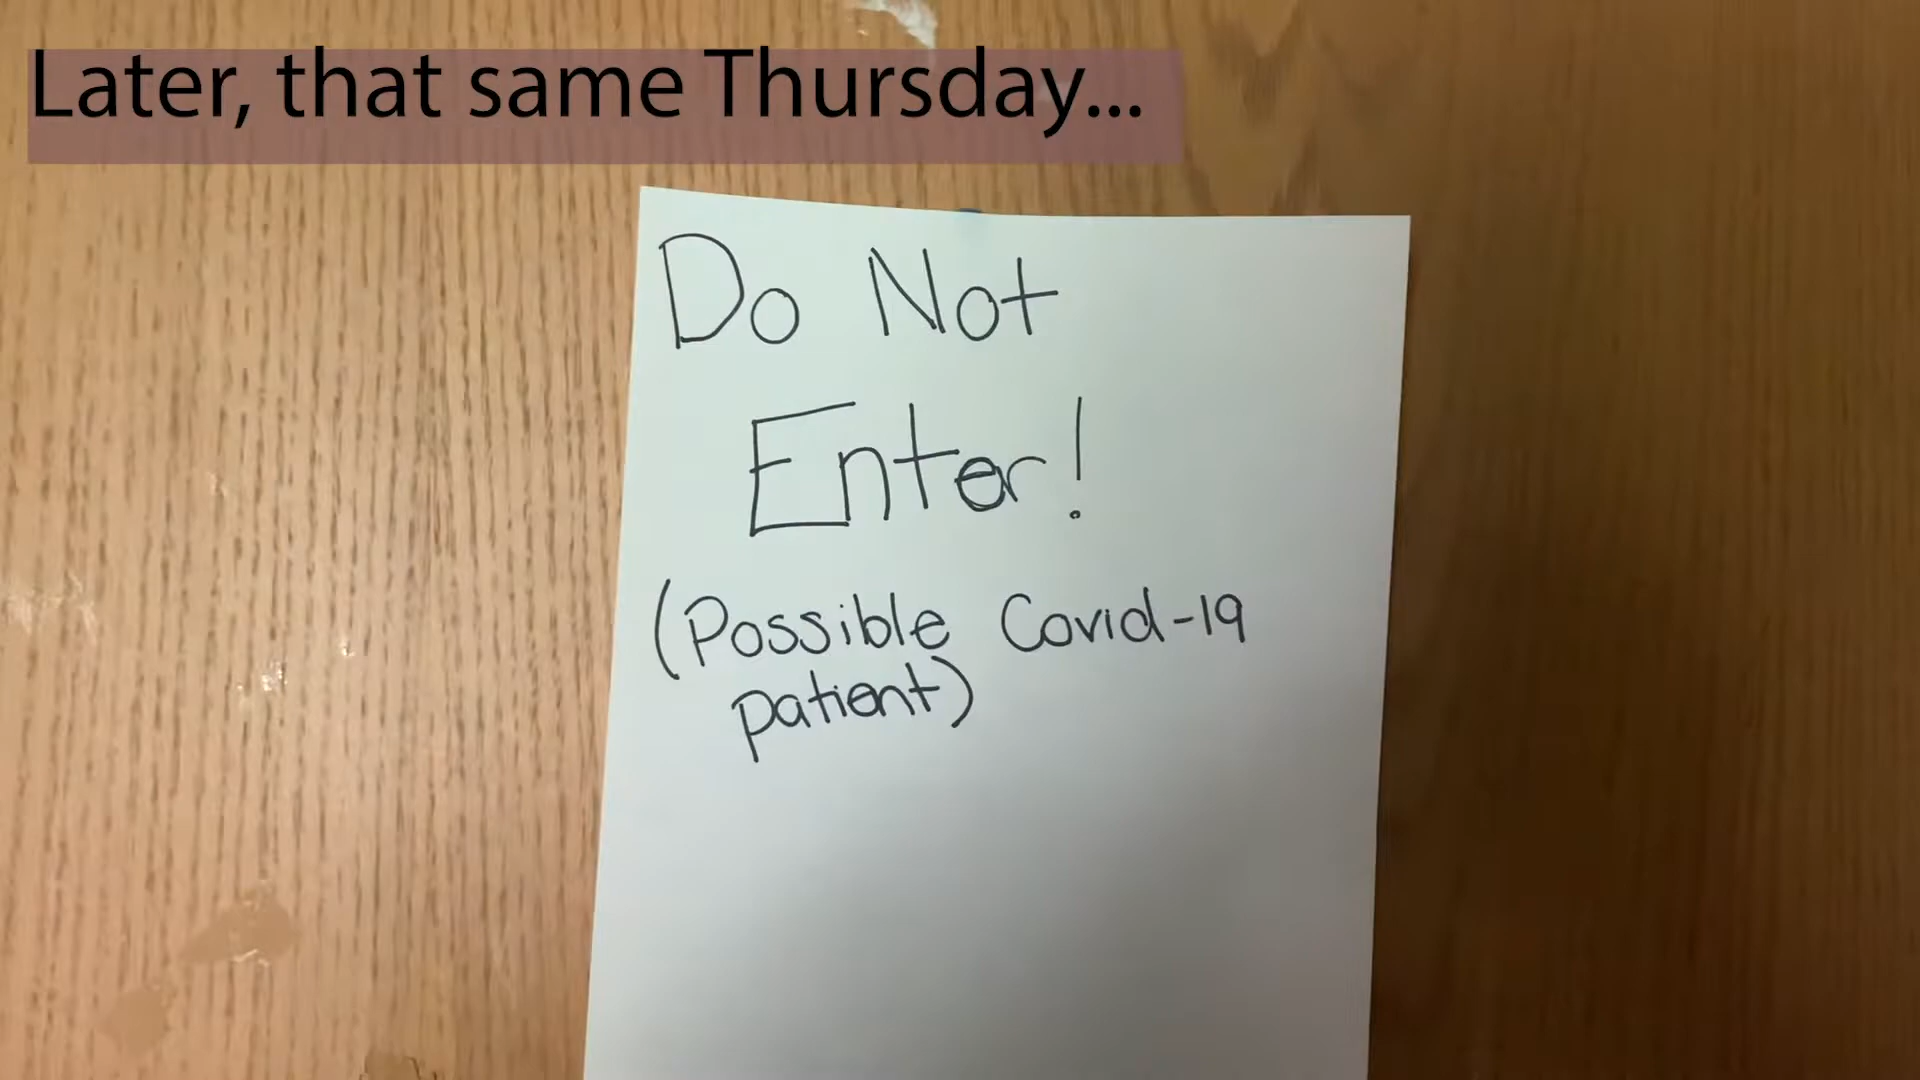 Later, that same Thursday...
Do Not
Enter!
(Possible Covid-19
patient)